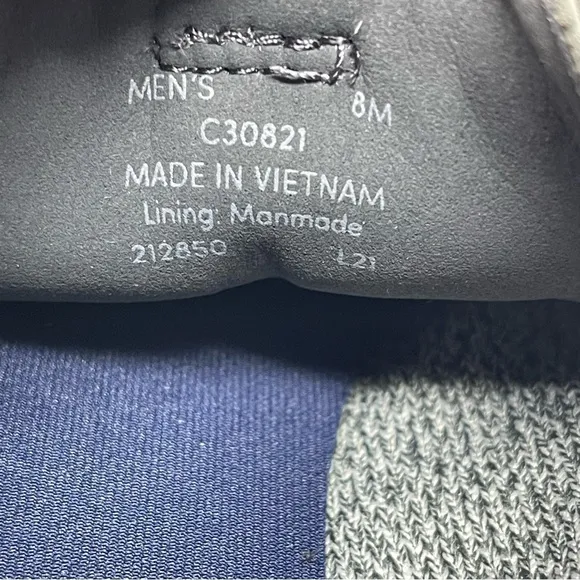 MEN'S 8M
C30821
MADE IN VIETNAM
Lining: Manmade
212850 L21